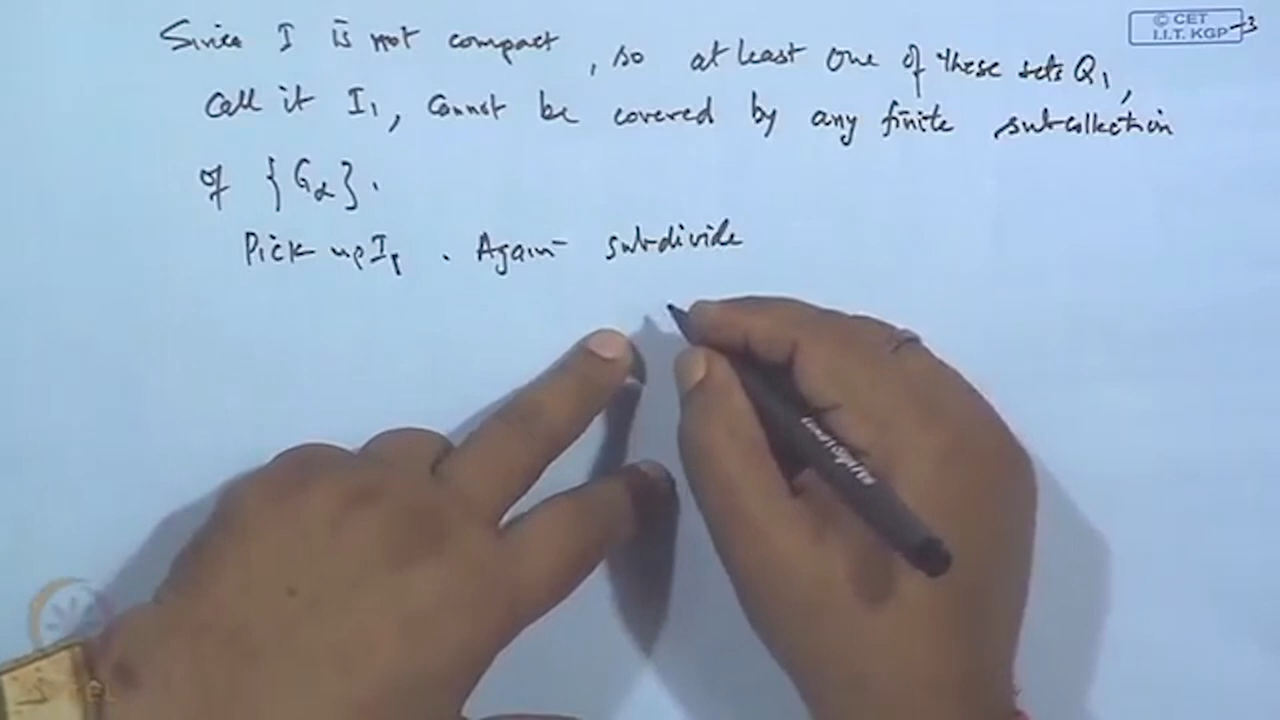 © CET
I.I.T. KGP
3
Since I is not compact, so at least one of these sets Q1,
call it I1, cannot be covered by any finite subcollection
of {Gα}.
Pick up I1. Again subdivide